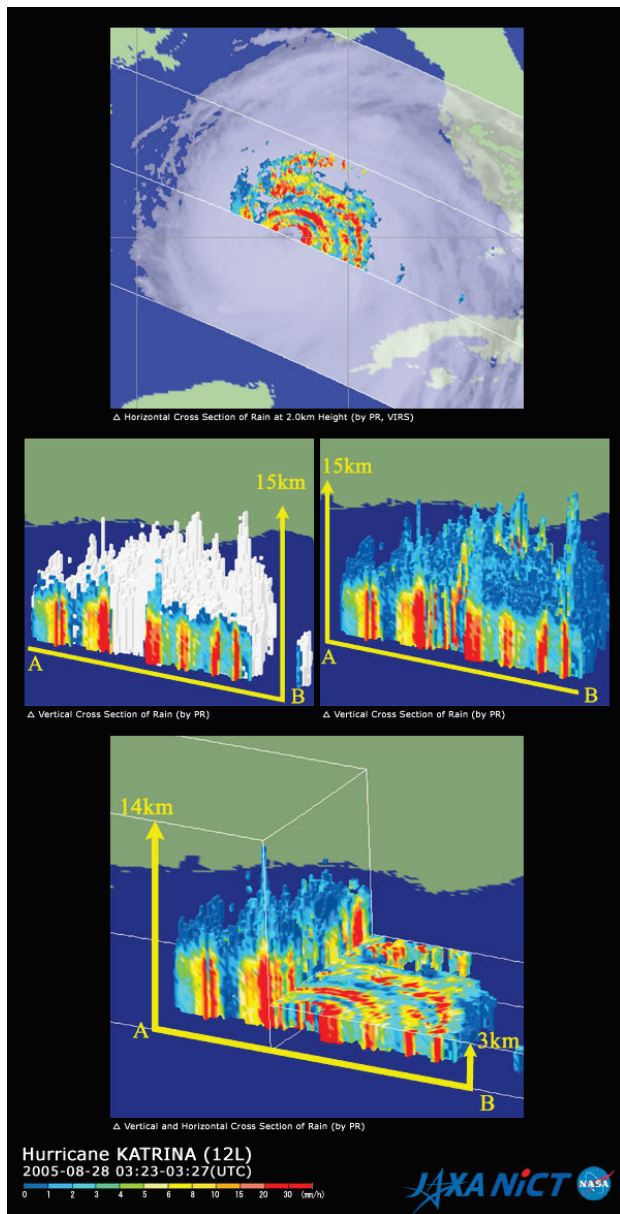 △ Horizontal Cross Section of Rain at 2.0km Height (by PR, VIRS)
15km
A
B
△ Vertical Cross Section of Rain (by PR)
15km
A
B
△ Vertical Cross Section of Rain (by PR)
14km
A
3km
B
△ Vertical and Horizontal Cross Section of Rain (by PR)
Hurricane KATRINA (12L)
2005-08-28 03:23-03:27(UTC)
0 1 2 3 4 5 6 8 10 15 20 30 (mm/h)
JAXA NiCT NASA